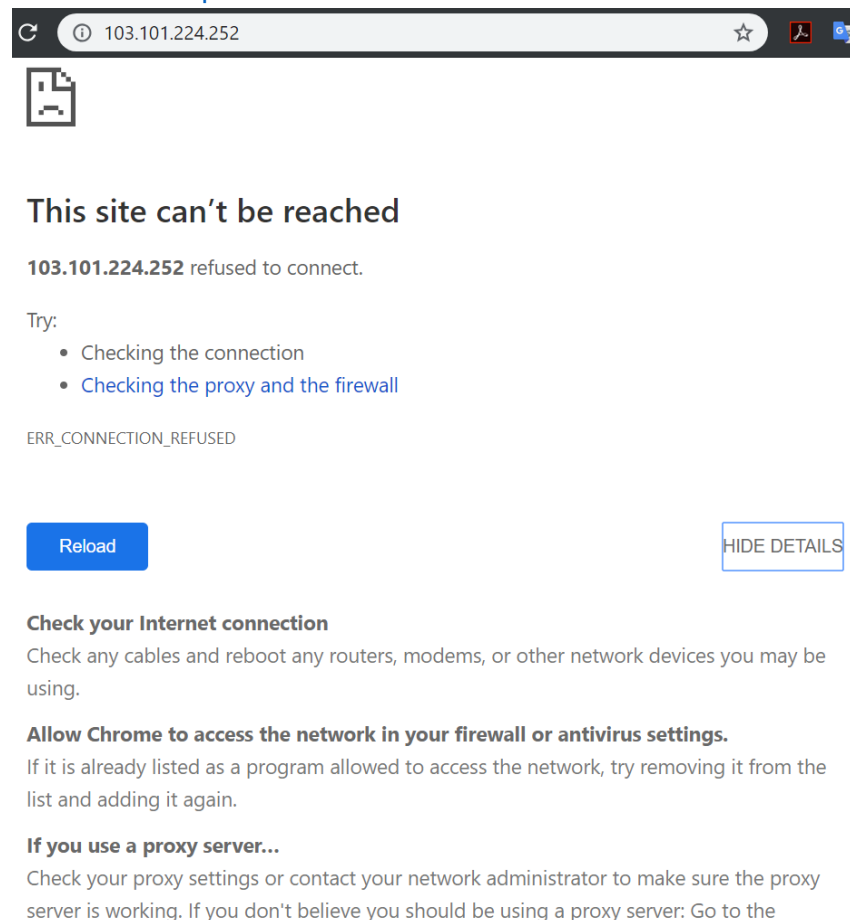 103.101.224.252
This site can’t be reached
103.101.224.252 refused to connect.
Try:
• Checking the connection
• Checking the proxy and the firewall
ERR_CONNECTION_REFUSED
Reload
HIDE DETAILS
Check your Internet connection
Check any cables and reboot any routers, modems, or other network devices you may be
using.
Allow Chrome to access the network in your firewall or antivirus settings.
If it is already listed as a program allowed to access the network, try removing it from the
list and adding it again.
If you use a proxy server…
Check your proxy settings or contact your network administrator to make sure the proxy
server is working. If you don't believe you should be using a proxy server: Go to the